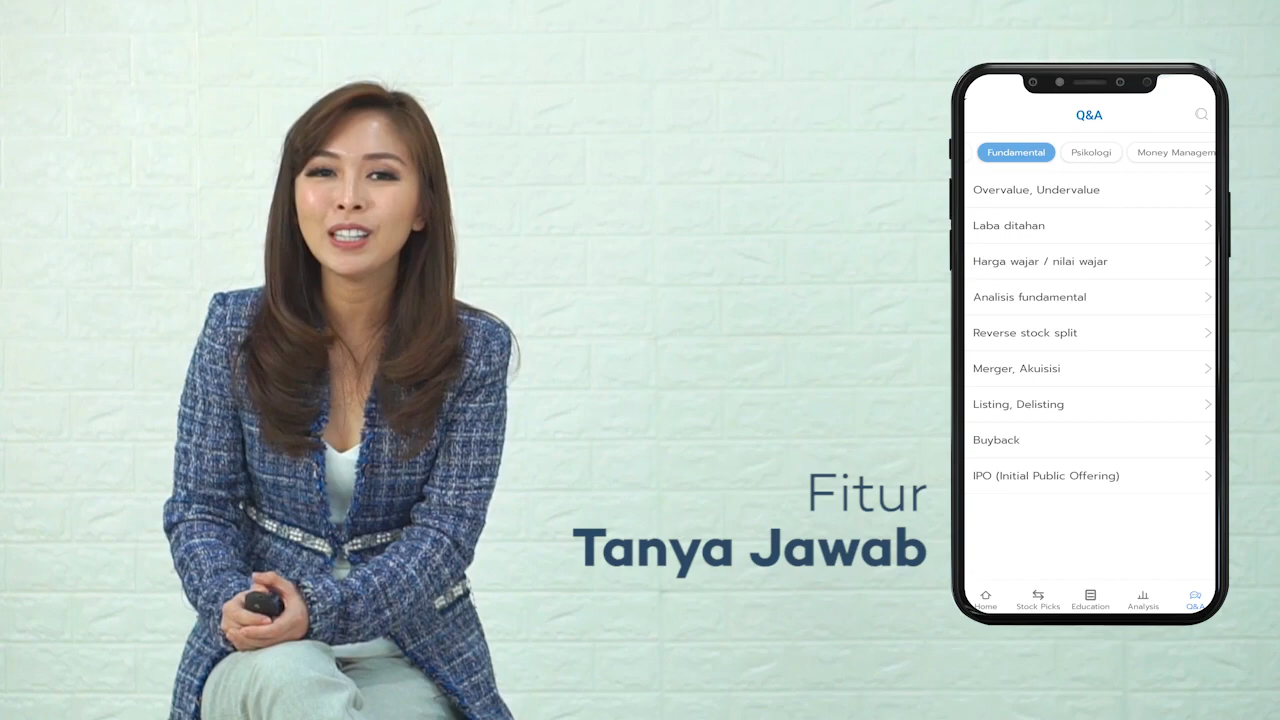 Fitur
Tanya Jawab
Q&A
Fundamental Psikologi Money Managem
Overvalue, Undervalue
Laba ditahan
Harga wajar / nilai wajar
Analisis fundamental
Reverse stock split
Merger, Akuisisi
Listing, Delisting
Buyback
IPO (Initial Public Offering)
Home Stock Picks Education Analysis Q&A